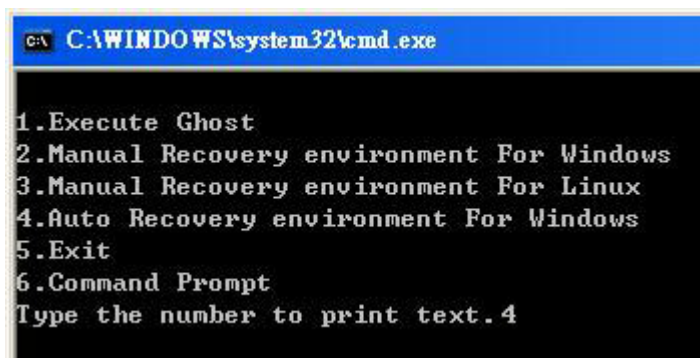 C:\WINDOWS\system32\cmd.exe
1.Execute Ghost
2.Manual Recovery environment For Windows
3.Manual Recovery environment For Linux
4.Auto Recovery environment For Windows
5.Exit
6.Command Prompt
Type the number to print text.4